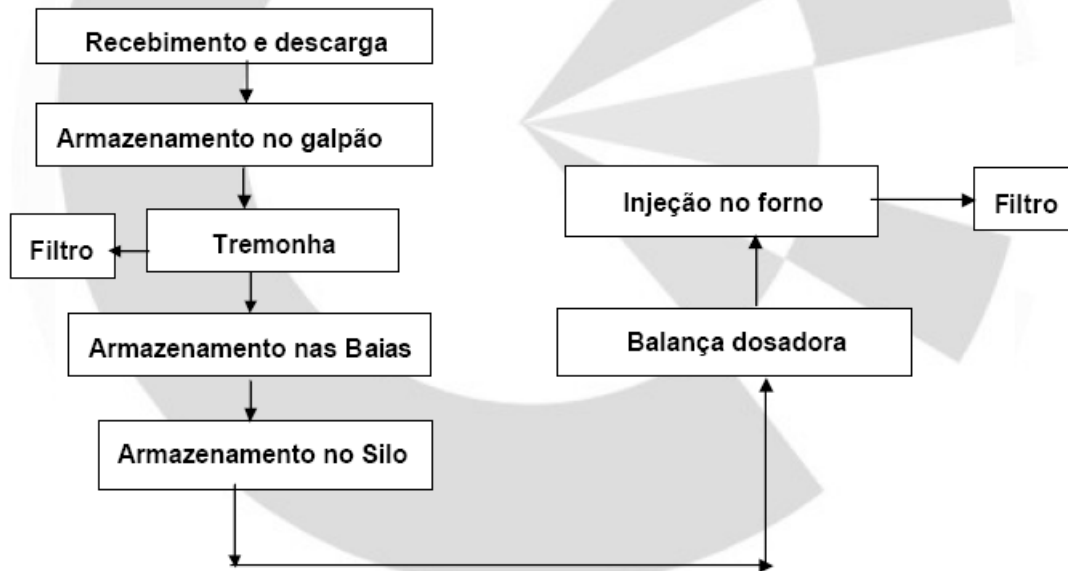 Recebimento e descarga
Armazenamento no galpão
Tremonha
Filtro
Armazenamento nas Baias
Armazenamento no Silo
Balança dosadora
Injeção no forno
Filtro